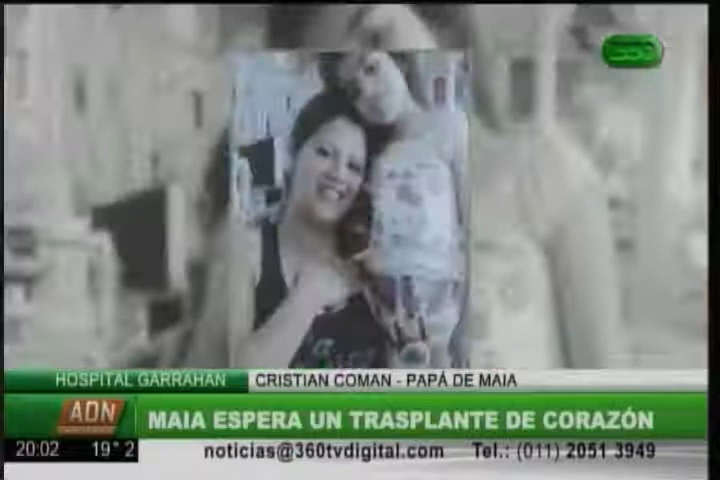 360
HOSPITAL GARRAHAN CRISTIAN COMAN - PAPÁ DE MAIA
ADN MAIA ESPERA UN TRASPLANTE DE CORAZÓN
20:02 19° 2 noticias@360tvdigital.com Tel.: (011) 2051 3949